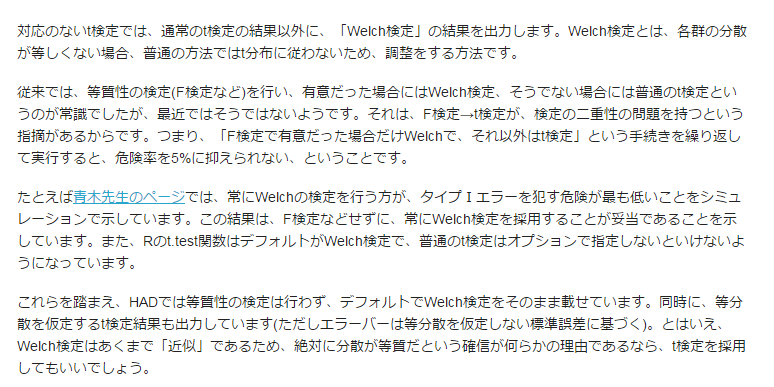 対応のないt検定では、通常のt検定の結果以外に、「Welch検定」の結果を出力します。Welch検定とは、各群の分散
が等しくない場合、普通の方法ではt分布に従わないため、調整をする方法です。
従来では、等質性の検定(F検定など)を行い、有意だった場合にはWelch検定、そうでない場合には普通のt検定とい
うのが常識でしたが、最近ではそうではないようです。それは、F検定→t検定が、検定の二重性の問題を持つという
指摘があるからです。つまり、「F検定で有意だった場合だけWelchで、それ以外はt検定」という手続きを繰り返し
て実行すると、危険率を5%に抑えられない、ということです。
たとえば青木先生のページでは、常にWelchの検定を行う方が、タイプⅠエラーを犯す危険が最も低いことをシミュ
レーションで示しています。この結果は、F検定などせずに、常にWelch検定を採用することが妥当であることを示
しています。また、Rのt.test関数はデフォルトがWelch検定で、普通のt検定はオプションで指定しないといけないよ
うになっています。
これらを踏まえ、HADでは等質性の検定は行わず、デフォルトでWelch検定をそのまま載せています。同時に、等分
散を仮定するt検定結果も出力しています(ただしエラーバーは等分散を仮定しない標準誤差に基づく)。とはいえ、
Welch検定はあくまで「近似」であるため、絶対に分散が等質だという確信が何らかの理由であるなら、t検定を採用
してもいいでしょう。